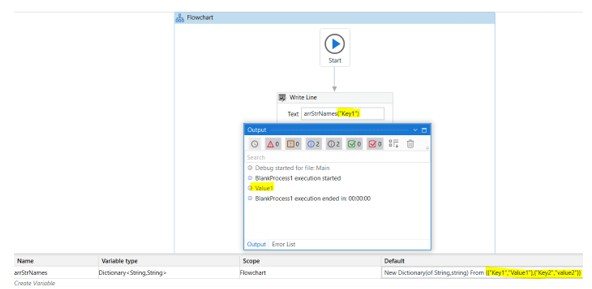 Flowchart
Start
Write Line
Text arrStrNames("Key1")
Output
0 0 2 2 0 0
Search
Debug started for file: Main
BlankProcess1 execution started
Value1
BlankProcess1 execution ended in: 00:00:00
Output Error List
Name Variable type Scope Default
arrStrNames Dictionary<String,String> Flowchart New Dictionary(of String,string) From {{"Key1","Value1"},{"Key2","value2"}}
Create Variable